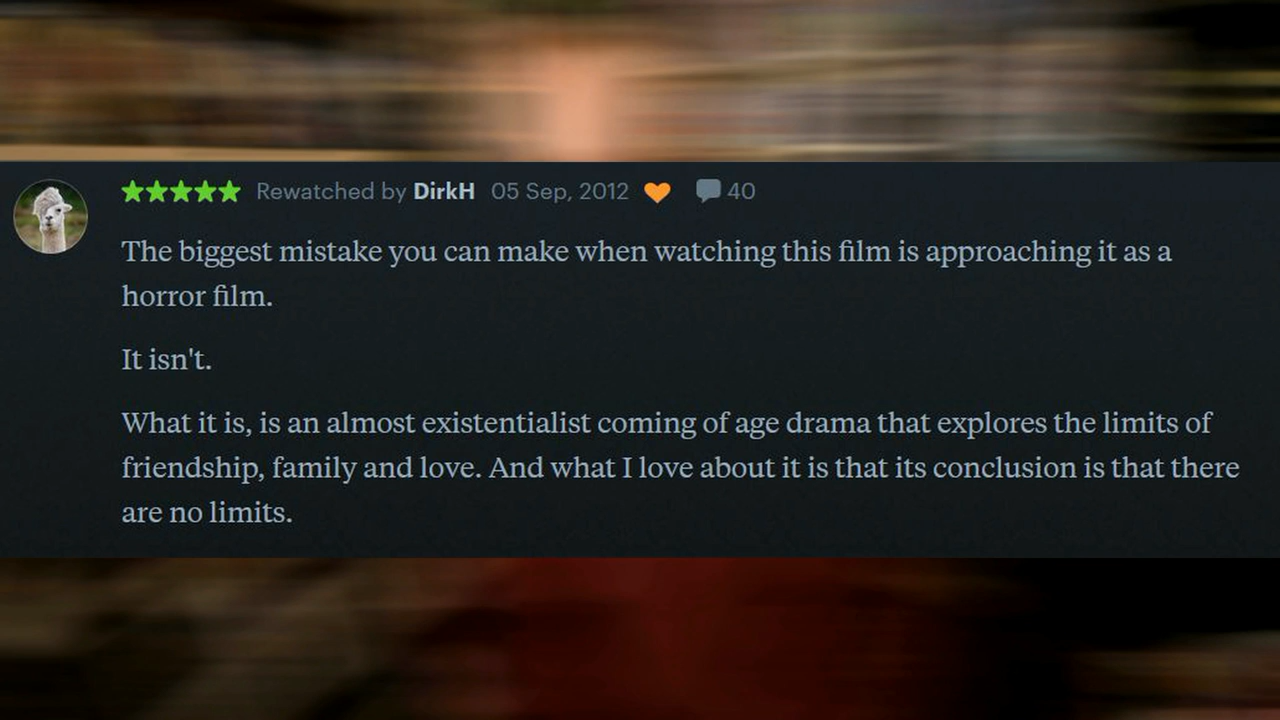 ★★★★★ Rewatched by DirkH 05 Sep, 2012 🧡 40
The biggest mistake you can make when watching this film is approaching it as a
horror film.
It isn't.
What it is, is an almost existentialist coming of age drama that explores the limits of
friendship, family and love. And what I love about it is that its conclusion is that there
are no limits.